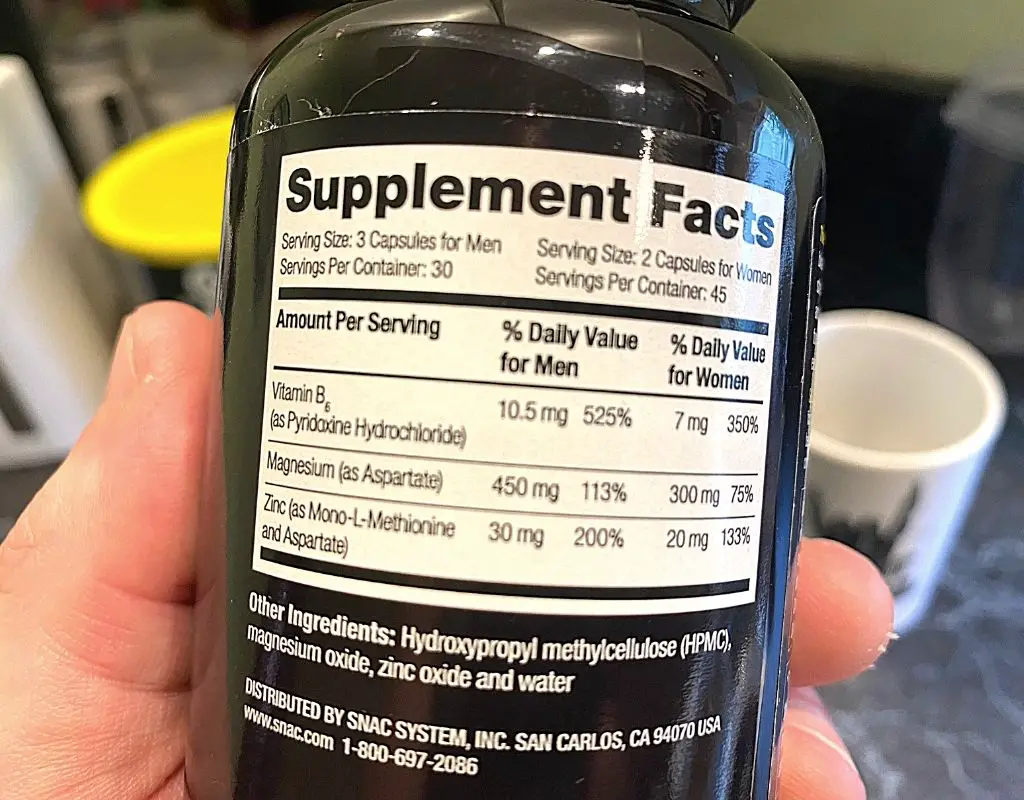 Supplement Facts
Serving Size: 3 Capsules for Men
Servings Per Container: 30
Serving Size: 2 Capsules for Women
Servings Per Container: 45
Amount Per Serving
% Daily Value
for Men
% Daily Value
for Women
Vitamin B6
(as Pyridoxine Hydrochloride) 10.5 mg 525% 7 mg 350%
Magnesium (as Aspartate) 450 mg 113% 300 mg 75%
Zinc (as Mono-L-Methionine
and Aspartate) 30 mg 200% 20 mg 133%
Other Ingredients: Hydroxypropyl methylcellulose (HPMC),
magnesium oxide, zinc oxide and water
DISTRIBUTED BY SNAC SYSTEM, INC. SAN CARLOS, CA 94070 USA
www.snac.com 1-800-697-2086